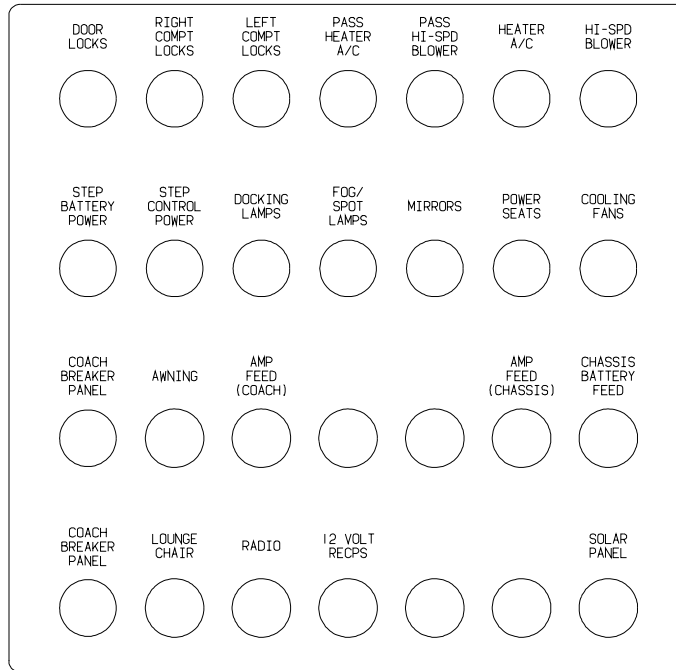 DOOR
LOCKS
RIGHT
COMPT
LOCKS
LEFT
COMPT
LOCKS
PASS
HEATER
A/C
PASS
HI-SPD
BLOWER
HEATER
A/C
HI-SPD
BLOWER
STEP
BATTERY
POWER
STEP
CONTROL
POWER
DOCKING
LAMPS
FOG/
SPOT
LAMPS
MIRRORS
POWER
SEATS
COOLING
FANS
COACH
BREAKER
PANEL
AWNING
AMP
FEED
(COACH)
AMP
FEED
(CHASSIS)
CHASSIS
BATTERY
FEED
COACH
BREAKER
PANEL
LOUNGE
CHAIR
RADIO
12 VOLT
RECPS
SOLAR
PANEL